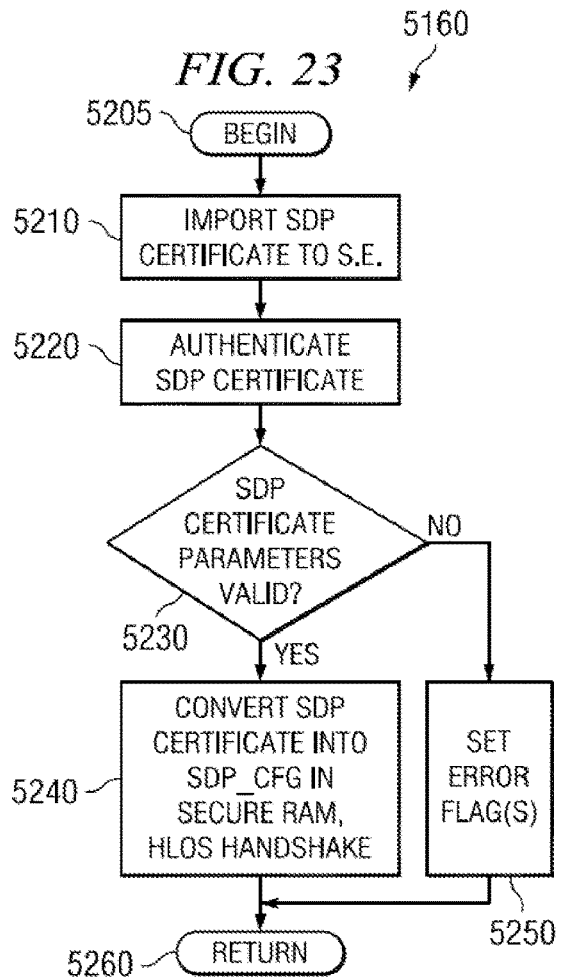 5160
FIG. 23
5205
BEGIN
5210
IMPORT SDP
CERTIFICATE TO S.E.
5220
AUTHENTICATE
SDP CERTIFICATE
SDP
CERTIFICATE
PARAMETERS
VALID?
NO
5230
YES
CONVERT SDP
CERTIFICATE INTO
SDP_CFG IN
SECURE RAM,
HLOS HANDSHAKE
5240
SET
ERROR
FLAG(S)
5250
5260
RETURN